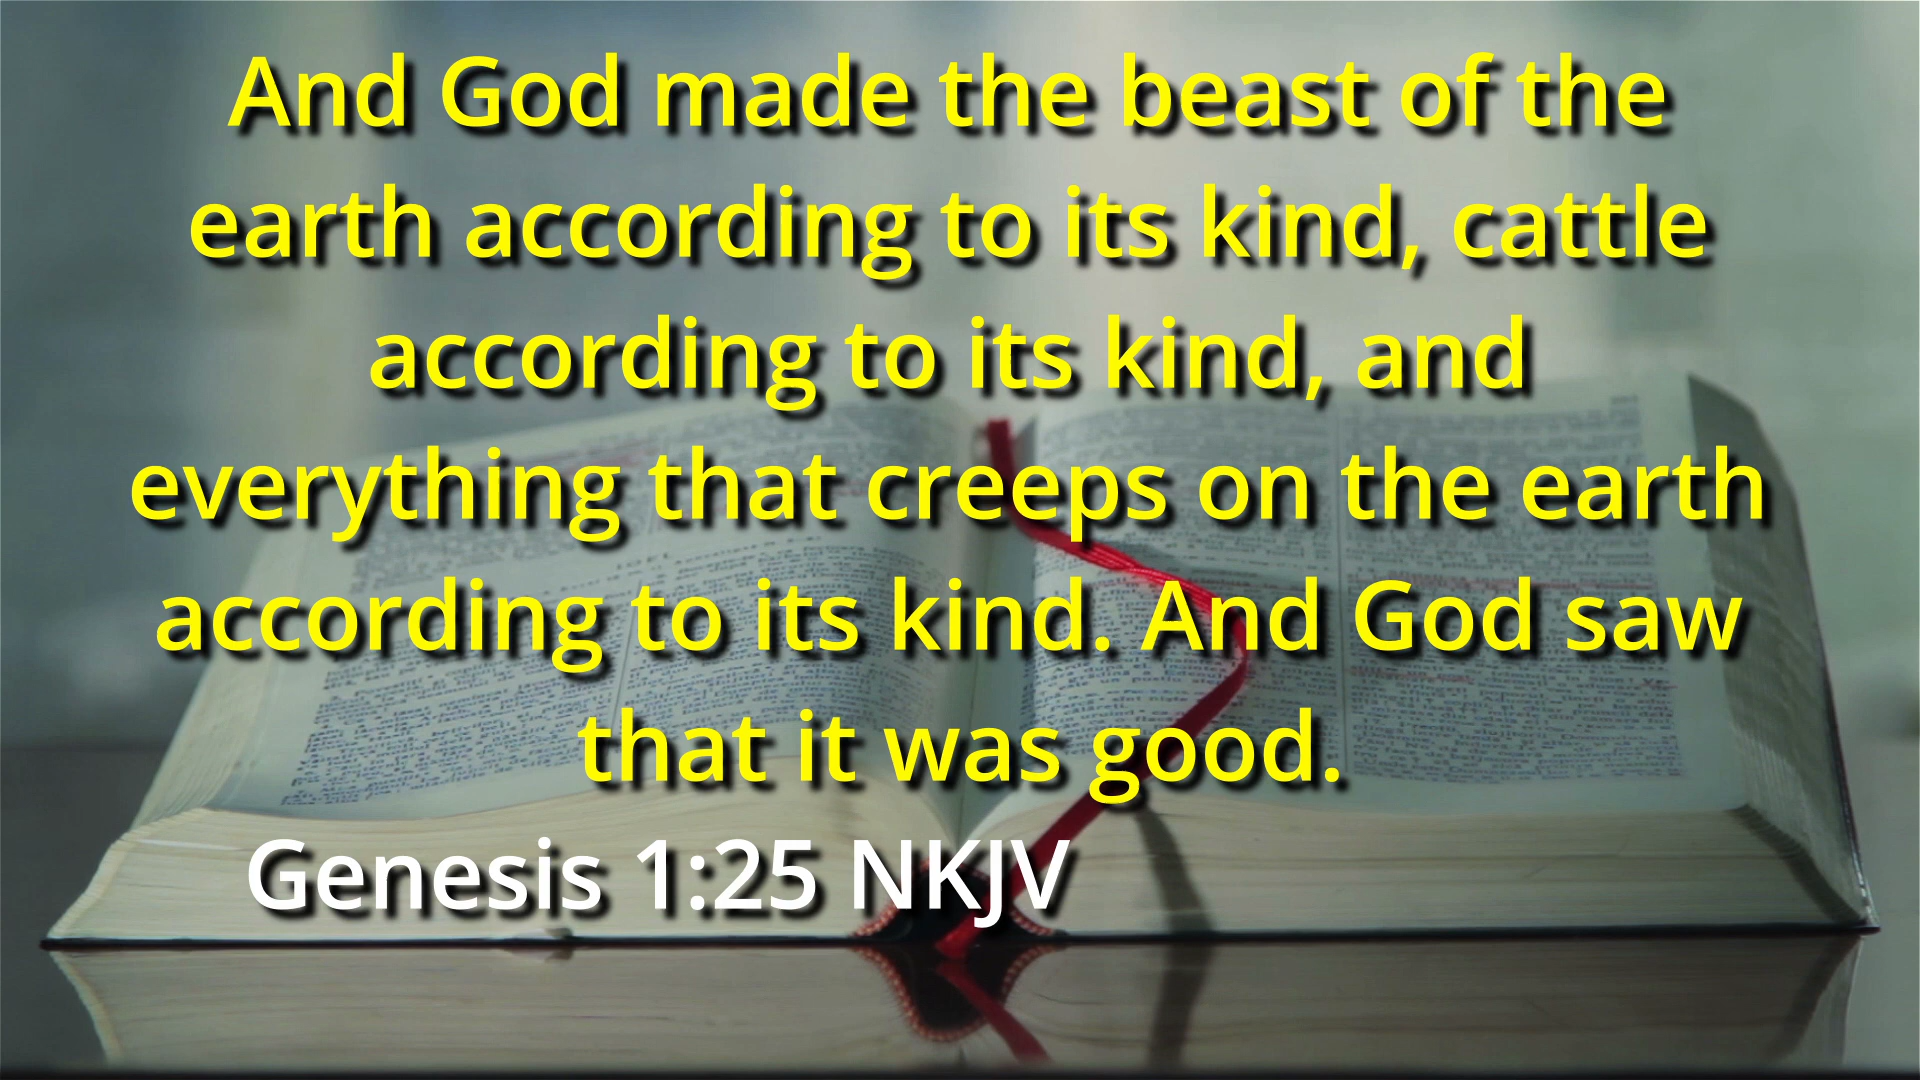 And God made the beast of the
earth according to its kind, cattle
according to its kind, and
everything that creeps on the earth
according to its kind. And God saw
that it was good.
Genesis 1:25 NKJV